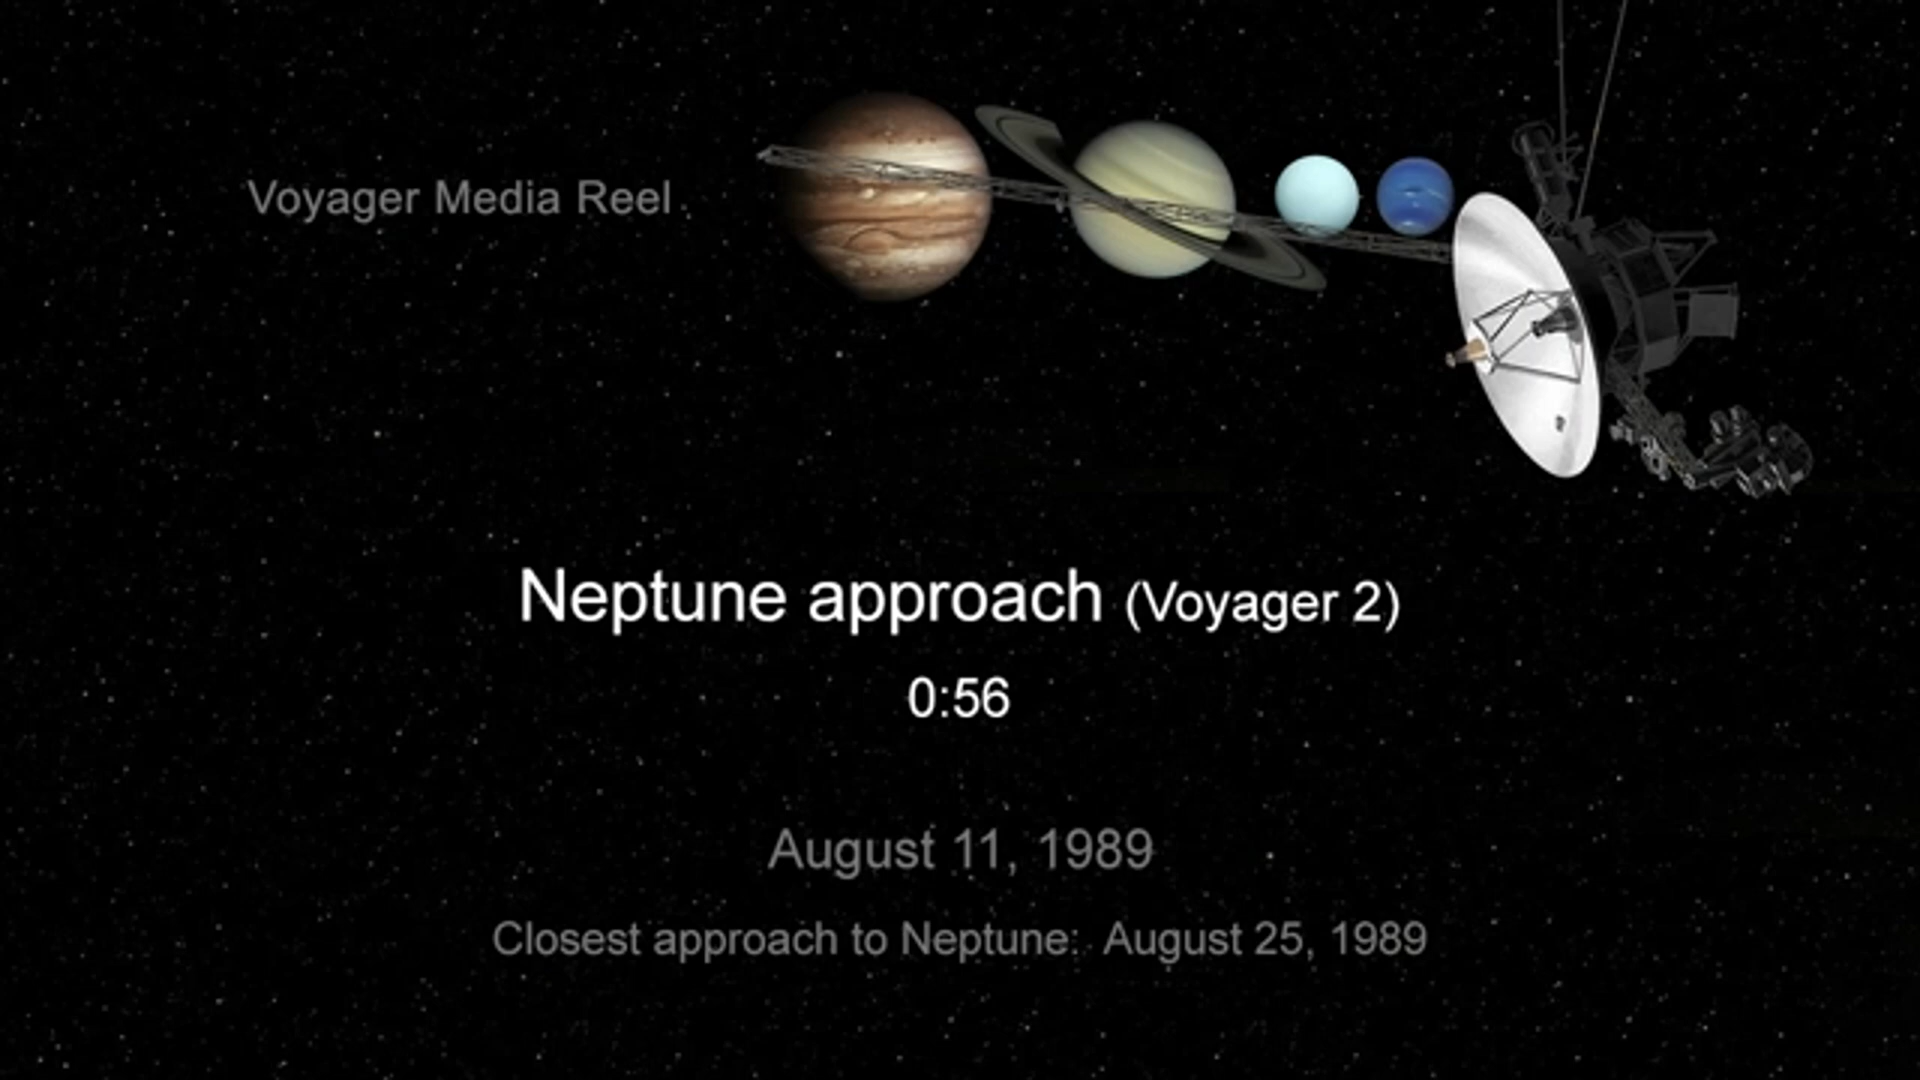 Voyager Media Reel
Neptune approach (Voyager 2)
0:56
August 11, 1989
Closest approach to Neptune: August 25, 1989